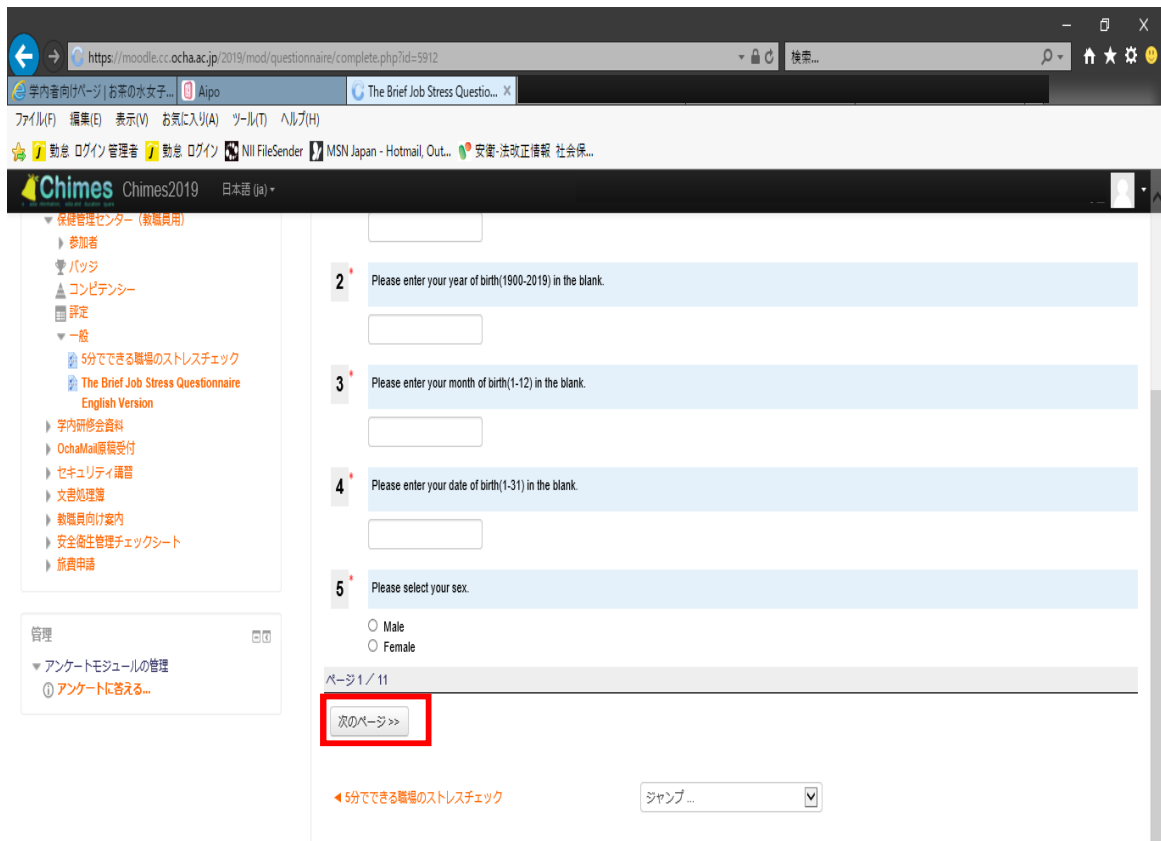 https://moodle.cc.ocha.ac.jp/2019/mod/questionnaire/complete.php?id=5912
検索...
学内者向けページ | お茶の水女子...
Aipo
The Brief Job Stress Questio...
ファイル(F) 編集(E) 表示(V) お気に入り(A) ツール(T) ヘルプ(H)
勤怠 ログイン 管理者 勤怠 ログイン NII FileSender MSN Japan - Hotmail, Out... 安衛-法改正情報 社会保...
Chimes Chimes2019 日本語 (ja)
保健管理センター（教職員用）
参加者
バッジ
コンピテンシー
評定
一般
5分でできる職場のストレスチェック
The Brief Job Stress Questionnaire
English Version
学内研修会資料
OchaMail原稿受付
セキュリティ講習
文書処理簿
教職員向け案内
安全衛生管理チェックシート
旅費申請
管理
アンケートモジュールの管理
アンケートに答える...
2* Please enter your year of birth(1900-2019) in the blank.
3* Please enter your month of birth(1-12) in the blank.
4* Please enter your date of birth(1-31) in the blank.
5* Please select your sex.
Male
Female
ページ 1 / 11
次のページ >>
◀ 5分でできる職場のストレスチェック
ジャンプ ...